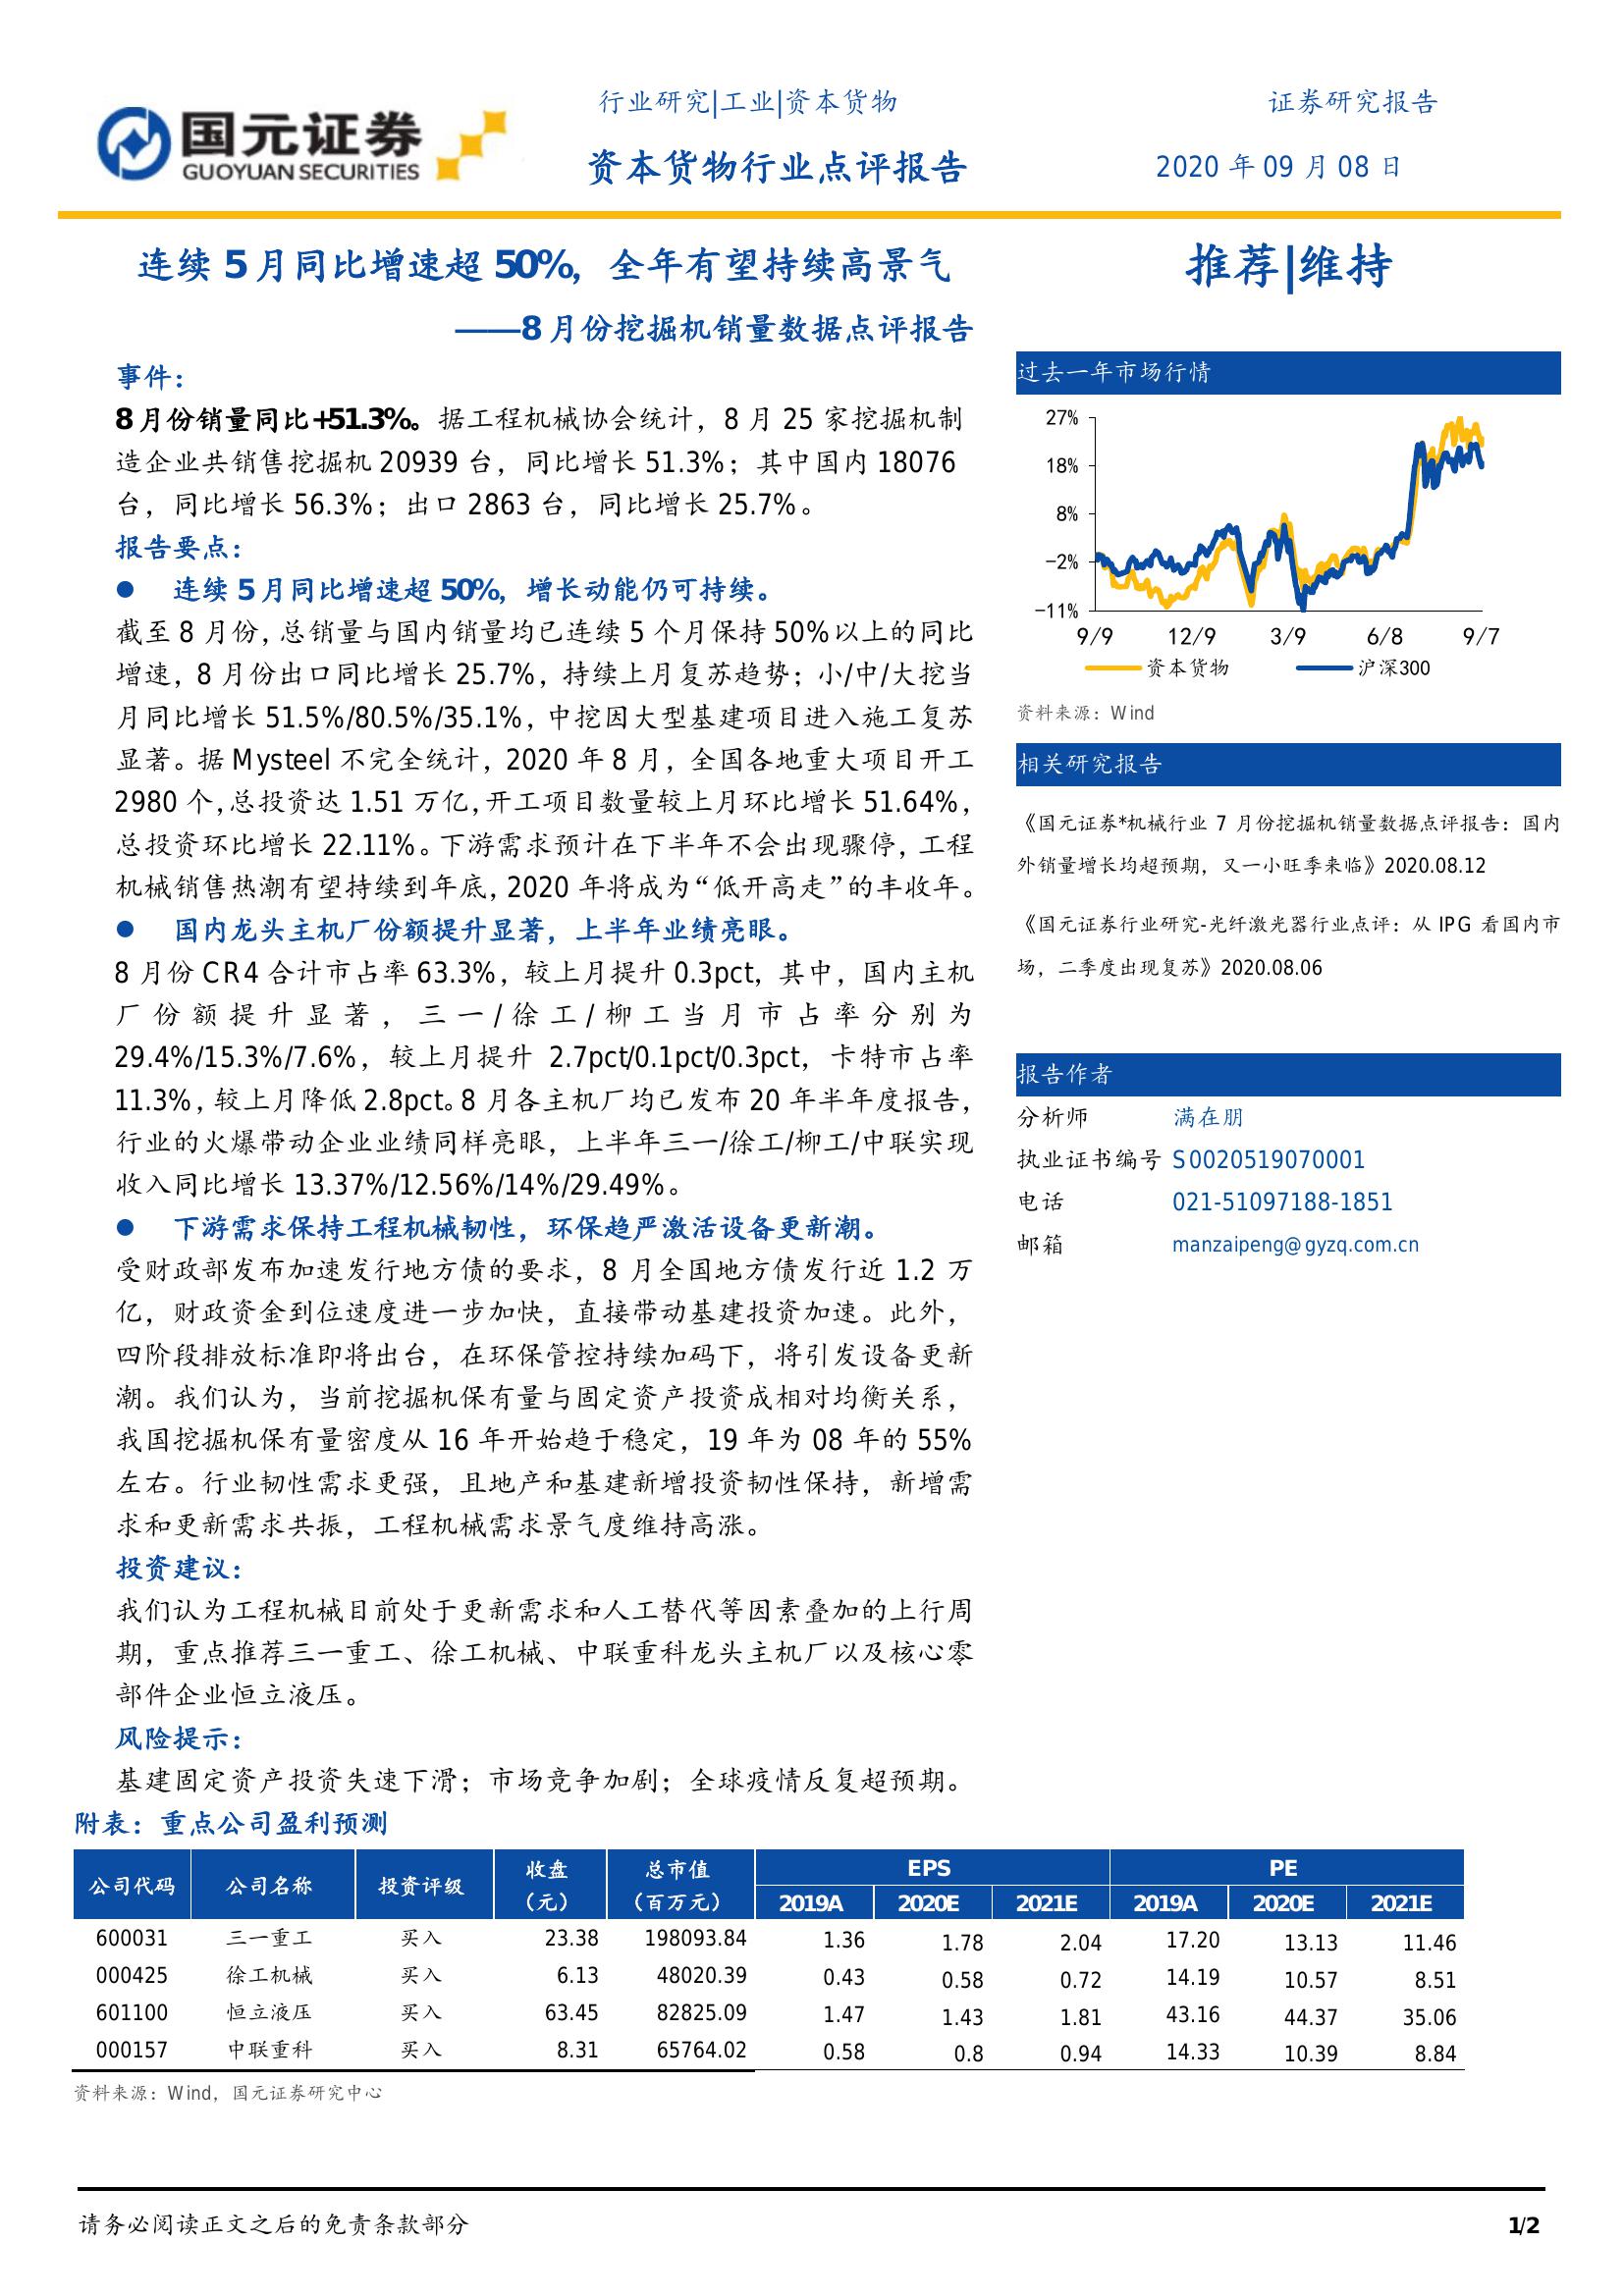 国元证券
GUOYUAN SECURITIES
行业研究|工业|资本货物
证券研究报告
资本货物行业点评报告
2020 年 09 月 08 日
连续 5 月同比增速超 50%，全年有望持续高景气
——8 月份挖掘机销量数据点评报告
事件：
8 月份销量同比+51.3%。据工程机械协会统计，8 月 25 家挖掘机制
造企业共销售挖掘机 20939 台，同比增长 51.3%；其中国内 18076
台，同比增长 56.3%；出口 2863 台，同比增长 25.7%。
报告要点：
● 连续 5 月同比增速超 50%，增长动能仍可持续。
截至 8 月份，总销量与国内销量均已连续 5 个月保持 50%以上的同比
增速，8 月份出口同比增长 25.7%，持续上月复苏趋势；小/中/大挖当
月同比增长 51.5%/80.5%/35.1%，中挖因大型基建项目进入施工复苏
显著。据 Mysteel 不完全统计，2020 年 8 月，全国各地重大项目开工
2980 个，总投资达 1.51 万亿，开工项目数量较上月环比增长 51.64%，
总投资环比增长 22.11%。下游需求预计在下半年不会出现骤停，工程
机械销售热潮有望持续到年底，2020 年将成为“低开高走”的丰收年。
● 国内龙头主机厂份额提升显著，上半年业绩亮眼。
8 月份 CR4 合计市占率 63.3%，较上月提升 0.3pct，其中，国内主机
厂份额提升显著，三一/徐工/柳工当月市占率分别为
29.4%/15.3%/7.6%，较上月提升 2.7pct/0.1pct/0.3pct，卡特市占率
11.3%，较上月降低 2.8pct。8 月各主机厂均已发布 20 年半年度报告，
行业的火爆带动企业业绩同样亮眼，上半年三一/徐工/柳工/中联实现
收入同比增长 13.37%/12.56%/14%/29.49%。
● 下游需求保持工程机械韧性，环保趋严激活设备更新潮。
受财政部发布加速发行地方债的要求，8 月全国地方债发行近 1.2 万
亿，财政资金到位速度进一步加快，直接带动基建投资加速。此外，
四阶段排放标准即将出台，在环保管控持续加码下，将引发设备更新
潮。我们认为，当前挖掘机保有量与固定资产投资成相对均衡关系，
我国挖掘机保有量密度从 16 年开始趋于稳定，19 年为 08 年的 55%
左右。行业韧性需求更强，且地产和基建新增投资韧性保持，新增需
求和更新需求共振，工程机械需求景气度维持高涨。
投资建议：
我们认为工程机械目前处于更新需求和人工替代等因素叠加的上行周
期，重点推荐三一重工、徐工机械、中联重科龙头主机厂以及核心零
部件企业恒立液压。
风险提示：
基建固定资产投资失速下滑；市场竞争加剧；全球疫情反复超预期。
推荐|维持
过去一年市场行情
27%
18%
8%
-2%
-11%
9/9 12/9 3/9 6/8 9/7
资本货物 沪深300
资料来源：Wind
相关研究报告
《国元证券*机械行业 7 月份挖掘机销量数据点评报告：国内
外销量增长均超预期，又一小旺季来临》2020.08.12
《国元证券行业研究-光纤激光器行业点评：从 IPG 看国内市
场，二季度出现复苏》2020.08.06
报告作者
分析师 满在朋
执业证书编号 S0020519070001
电话 021-51097188-1851
邮箱 manzaipeng@gyzq.com.cn
附表：重点公司盈利预测
公司代码 公司名称 投资评级 收盘（元） 总市值（百万元） EPS PE
2019A 2020E 2021E 2019A 2020E 2021E
600031 三一重工 买入 23.38 198093.84 1.36 1.78 2.04 17.20 13.13 11.46
000425 徐工机械 买入 6.13 48020.39 0.43 0.58 0.72 14.19 10.57 8.51
601100 恒立液压 买入 63.45 82825.09 1.47 1.43 1.81 43.16 44.37 35.06
000157 中联重科 买入 8.31 65764.02 0.58 0.8 0.94 14.33 10.39 8.84
资料来源：Wind，国元证券研究中心
请务必阅读正文之后的免责条款部分
1/2